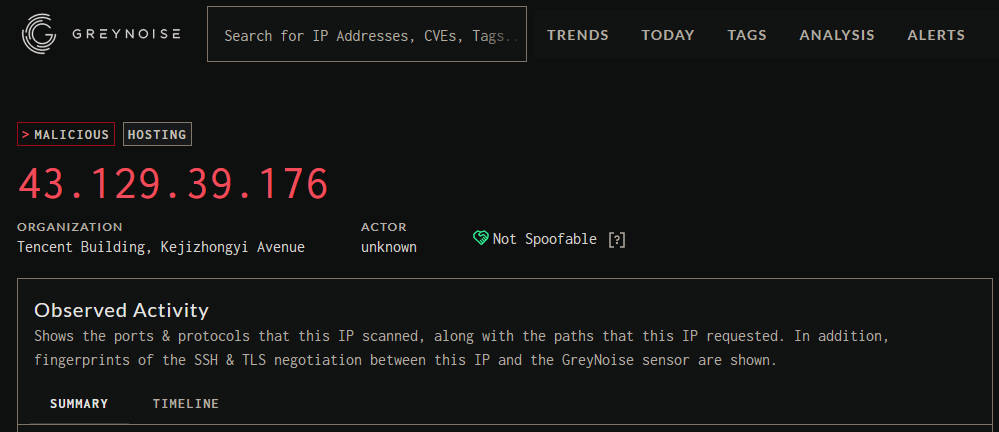 GREYNOISE
Search for IP Addresses, CVEs, Tags..
TRENDS
TODAY
TAGS
ANALYSIS
ALERTS
> MALICIOUS
HOSTING
43.129.39.176
ORGANIZATION
Tencent Building, Kejizhongyi Avenue
ACTOR
unknown
Not Spoofable [?]
Observed Activity
Shows the ports & protocols that this IP scanned, along with the paths that this IP requested. In addition,
fingerprints of the SSH & TLS negotiation between this IP and the GreyNoise sensor are shown.
SUMMARY
TIMELINE